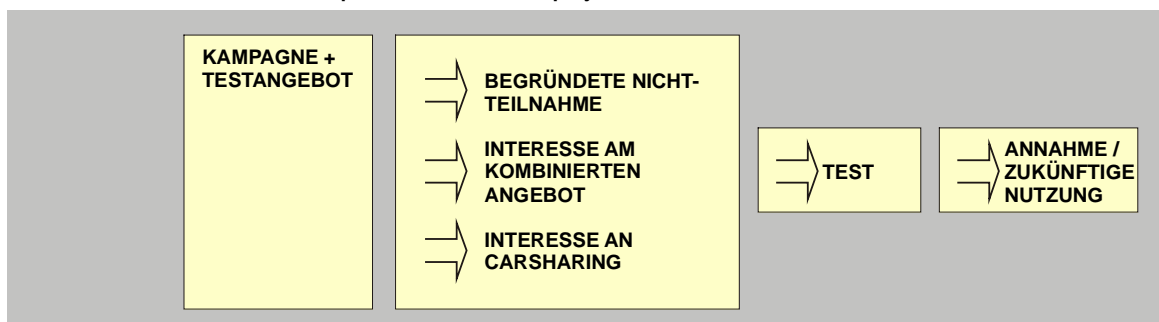 KAMPAGNE +
TESTANGEBOT
BEGRÜNDETE NICHT-
TEILNAHME
INTERESSE AM
KOMBINIERTEN
ANGEBOT
INTERESSE AN
CARSHARING
TEST
ANNAHME /
ZUKÜNFTIGE
NUTZUNG